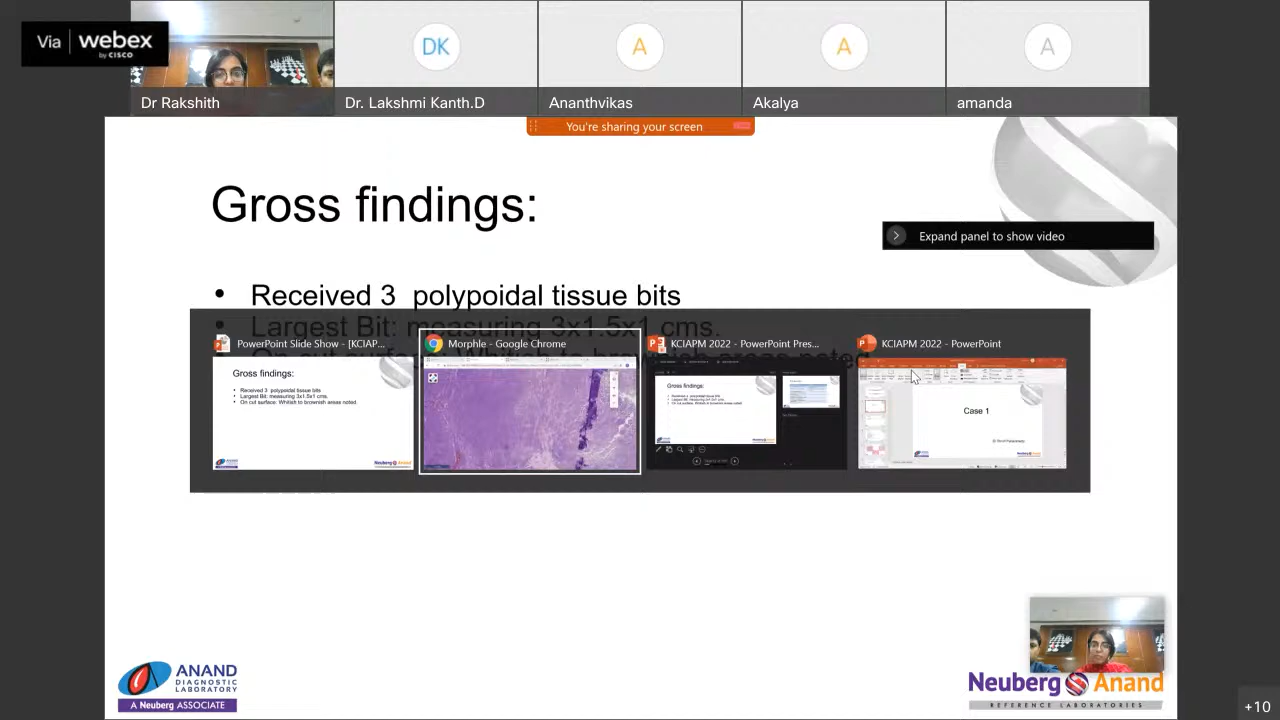 Via webex
by CISCO
DK
A
A
A
Dr Rakshith
Dr. Lakshmi Kanth.D
Ananthvikas
Akalya
amanda
You're sharing your screen
Gross findings:
Expand panel to show video
• Received 3 polypoidal tissue bits
• Largest Bit: measuring 3x1.5x1 cms.
PowerPoint Slide Show - [KCIAP...
Morphle - Google Chrome
KCIAPM 2022 - PowerPoint Pres...
KCIAPM 2022 - PowerPoint
Gross findings:
• Received 3 polypoidal tissue bits
• Largest Bit: measuring 3x1.5x1 cms.
• On cut surface: Whitish to brownish areas noted
Gross findings:
Case 1
ANAND
DIAGNOSTIC
LABORATORY
A Neuberg ASSOCIATE
Neuberg Anand
REFERENCE LABORATORIES
+10